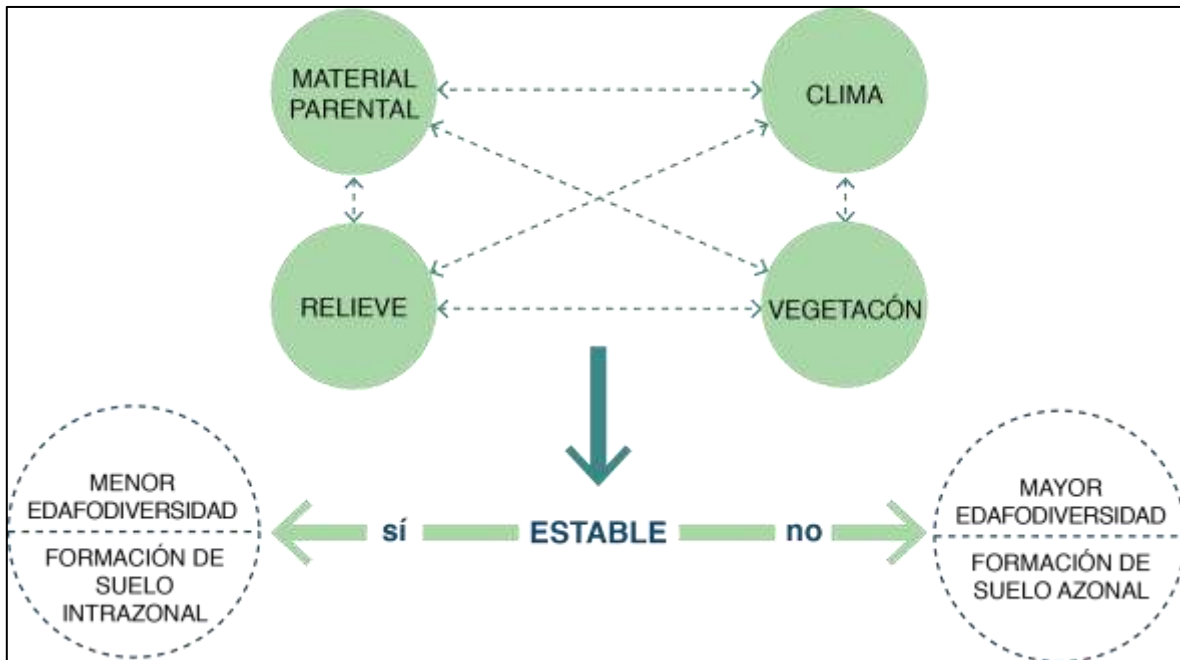 MATERIAL
PARENTAL
CLIMA
RELIEVE
VEGETACÓN
MENOR
EDAFODIVERSIDAD
FORMACIÓN DE
SUELO
INTRAZONAL
sí
ESTABLE
no
MAYOR
EDAFODIVERSIDAD
FORMACIÓN DE
SUELO AZONAL